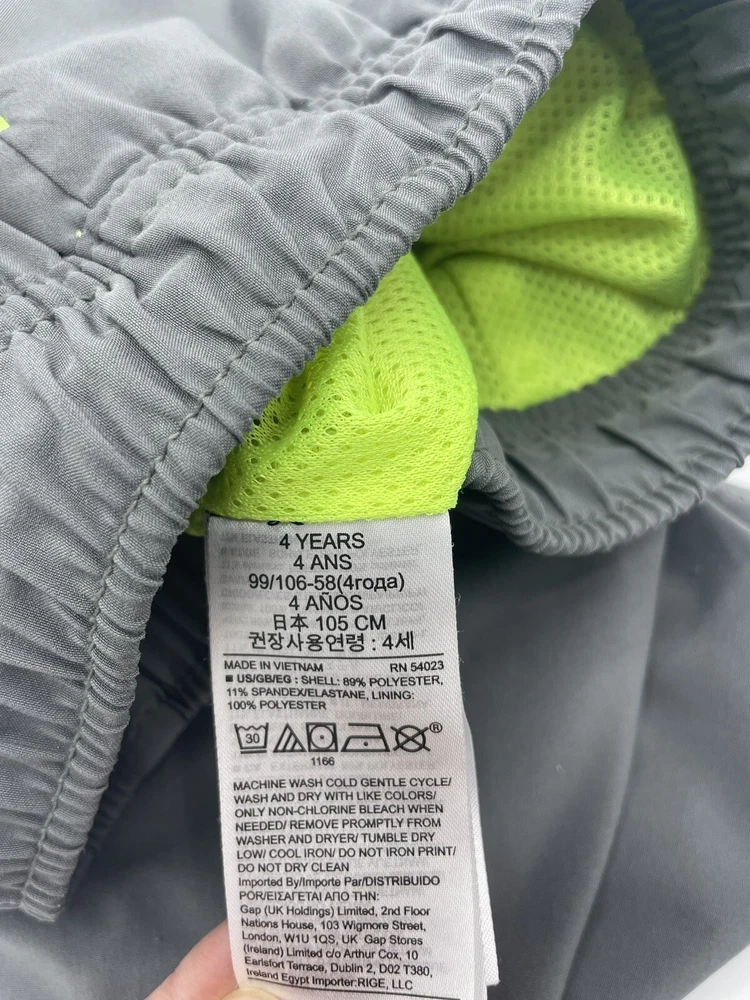 4 YEARS
4 ANS
99/106-58(4года)
4 AÑOS
日本 105 CM
권장사용연령 : 4세
MADE IN VIETNAM RN 54023
■ US/GB/EG : SHELL: 89% POLYESTER,
11% SPANDEX/ELASTANE, LINING:
100% POLYESTER
30
®
1166
MACHINE WASH COLD GENTLE CYCLE/
WASH AND DRY WITH LIKE COLORS/
ONLY NON-CHLORINE BLEACH WHEN
NEEDED/ REMOVE PROMPTLY FROM
WASHER AND DRYER/ TUMBLE DRY
LOW/ COOL IRON/ DO NOT IRON PRINT/
DO NOT DRY CLEAN
Imported By/Importe Par/DISTRIBUIDO
POR/ΕΙΣΑΓΕΤΑΙ ΑΠΟ ΤΗΝ:
Gap (UK Holdings) Limited, 2nd Floor
Nations House, 103 Wigmore Street,
London, W1U 1QS, UK Gap Stores
(Ireland) Limited c/o Arthur Cox, 10
Earlsfort Terrace, Dublin 2, D02 T380,
Ireland Egypt Importer:RIGE, LLC